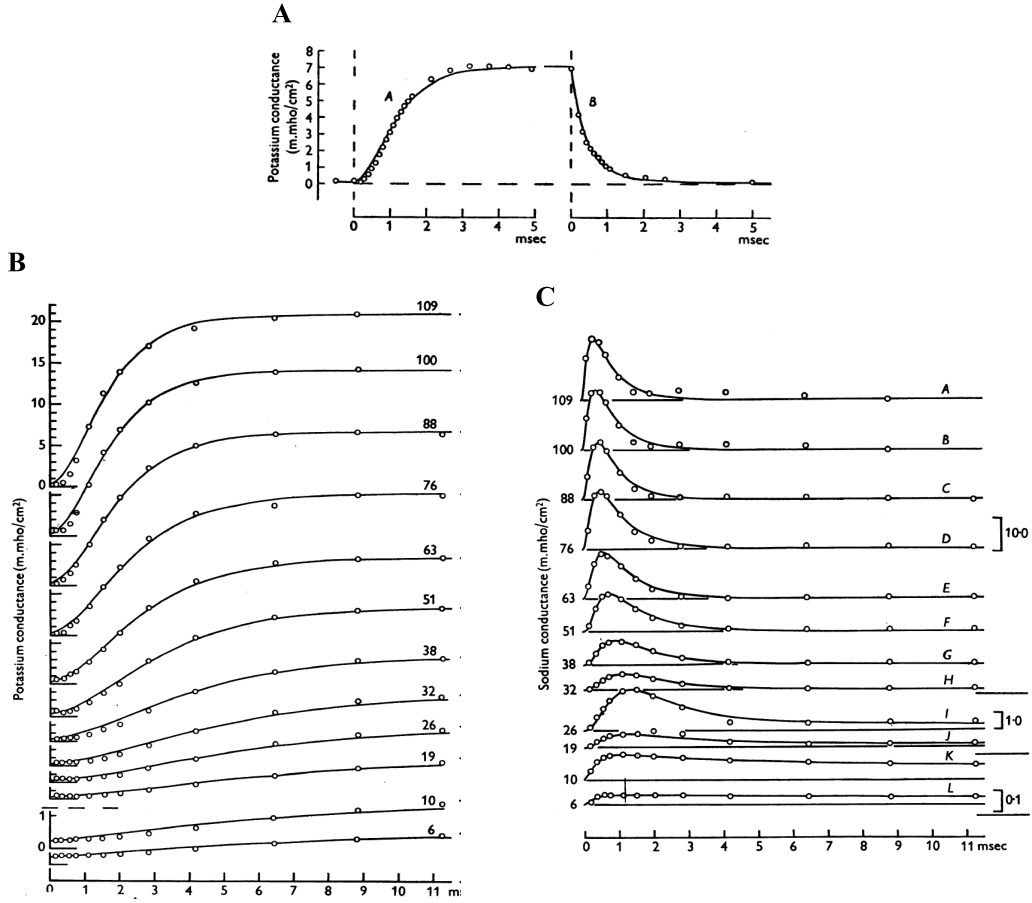 A
Potassium conductance
(m.mho/cm²)
8
7
6
5
4
3
2
1
0
A
B
0 1 2 3 4 5
msec
0 1 2 3 4 5
msec
B
Potassium conductance (m.mho/cm²)
20
15
10
5
0
109
100
88
76
63
51
38
32
26
19
1
0
10
6
0 1 2 3 4 5 6 7 8 9 10 11
C
Sodium conductance (m.mho/cm²)
109 A
100 B
88 C
76 D 10·0
63 E
51 F
38 G
32 H
26 I 1·0
19 J
10 K
6 L 0·1
0 1 2 3 4 5 6 7 8 9 10 11 msec